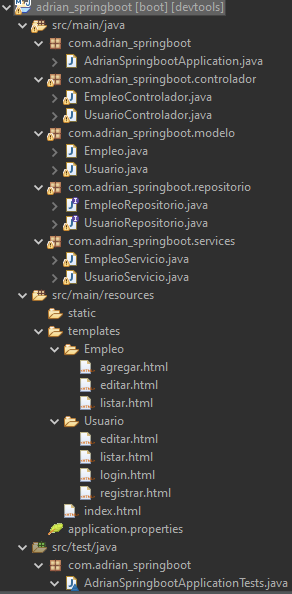 adrian_springboot [boot] [devtools]
src/main/java
com.adrian_springboot
AdrianSpringbootApplication.java
com.adrian_springboot.controlador
EmpleoControlador.java
UsuarioControlador.java
com.adrian_springboot.modelo
Empleo.java
Usuario.java
com.adrian_springboot.repositorio
EmpleoRepositorio.java
UsuarioRepositorio.java
com.adrian_springboot.services
EmpleoServicio.java
UsuarioServicio.java
src/main/resources
static
templates
Empleo
agregar.html
editar.html
listar.html
Usuario
editar.html
listar.html
login.html
registrar.html
index.html
application.properties
src/test/java
com.adrian_springboot
AdrianSpringbootApplicationTests.java